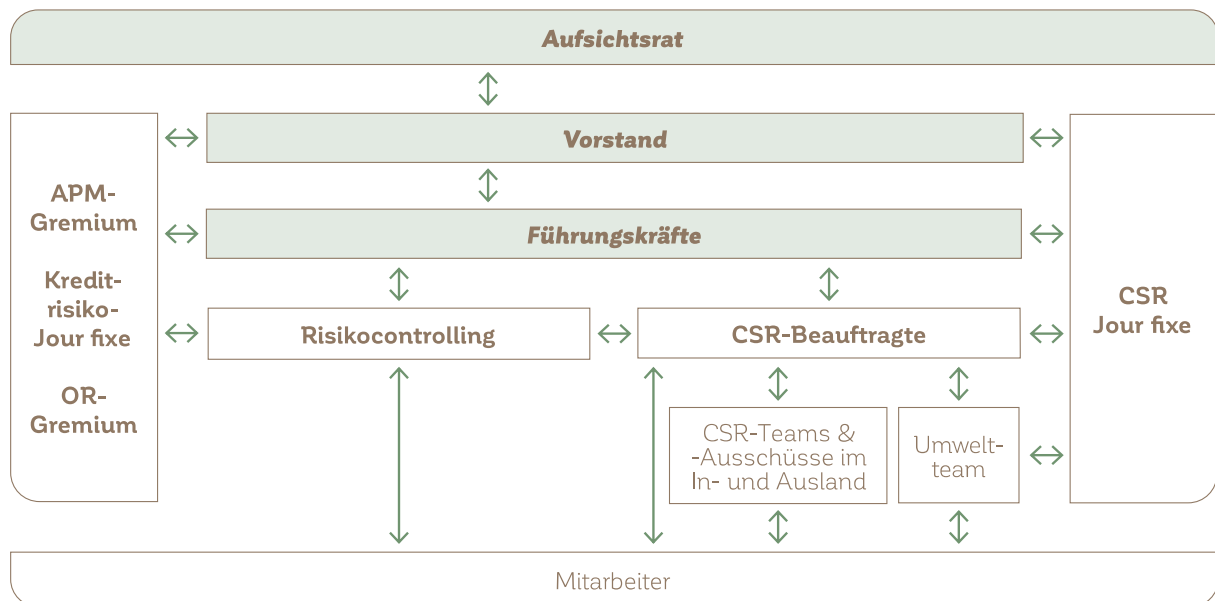 Aufsichtsrat
Vorstand
APM-
Gremium
Kredit-
risiko-
Jour fixe
OR-
Gremium
Führungskräfte
Risikocontrolling
CSR-Beauftragte
CSR
Jour fixe
CSR-Teams &
-Ausschüsse im
In- und Ausland
Umwelt-
team
Mitarbeiter